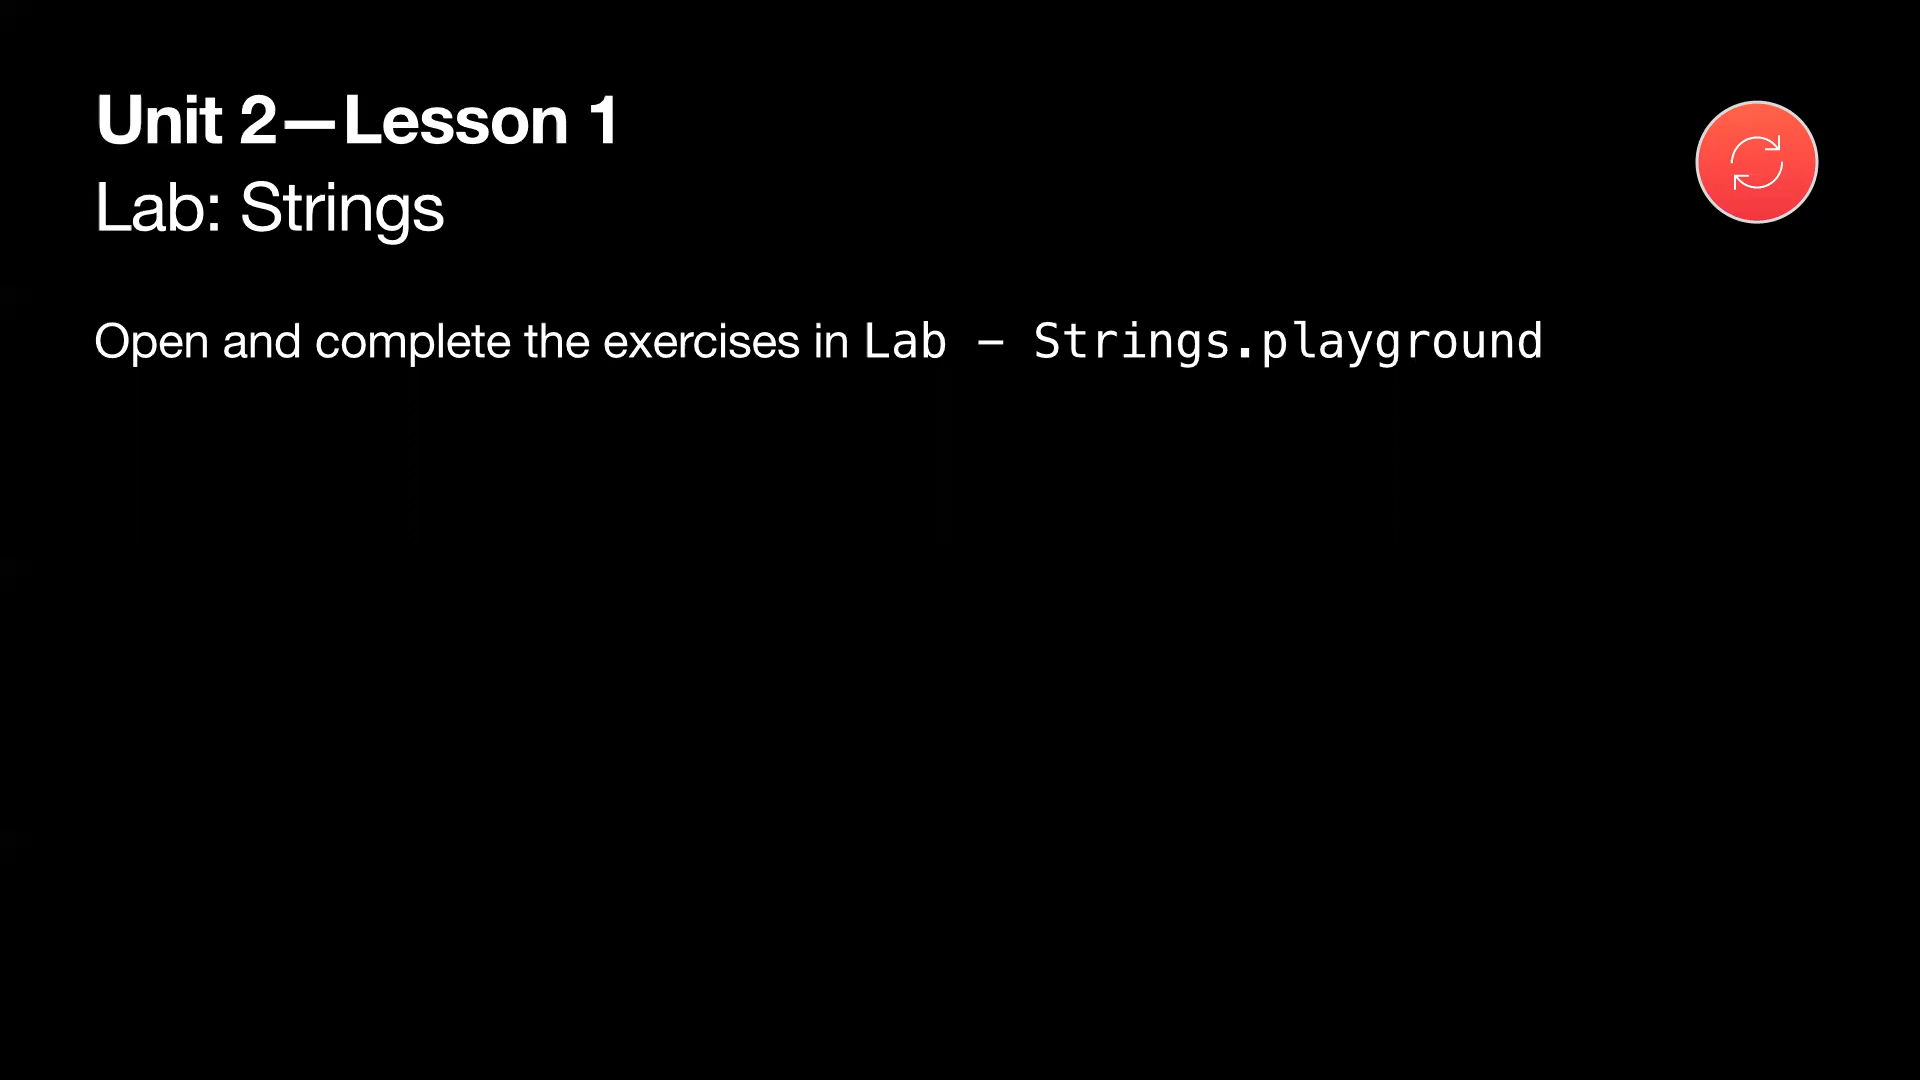 Unit 2—Lesson 1
Lab: Strings
Open and complete the exercises in Lab - Strings.playground